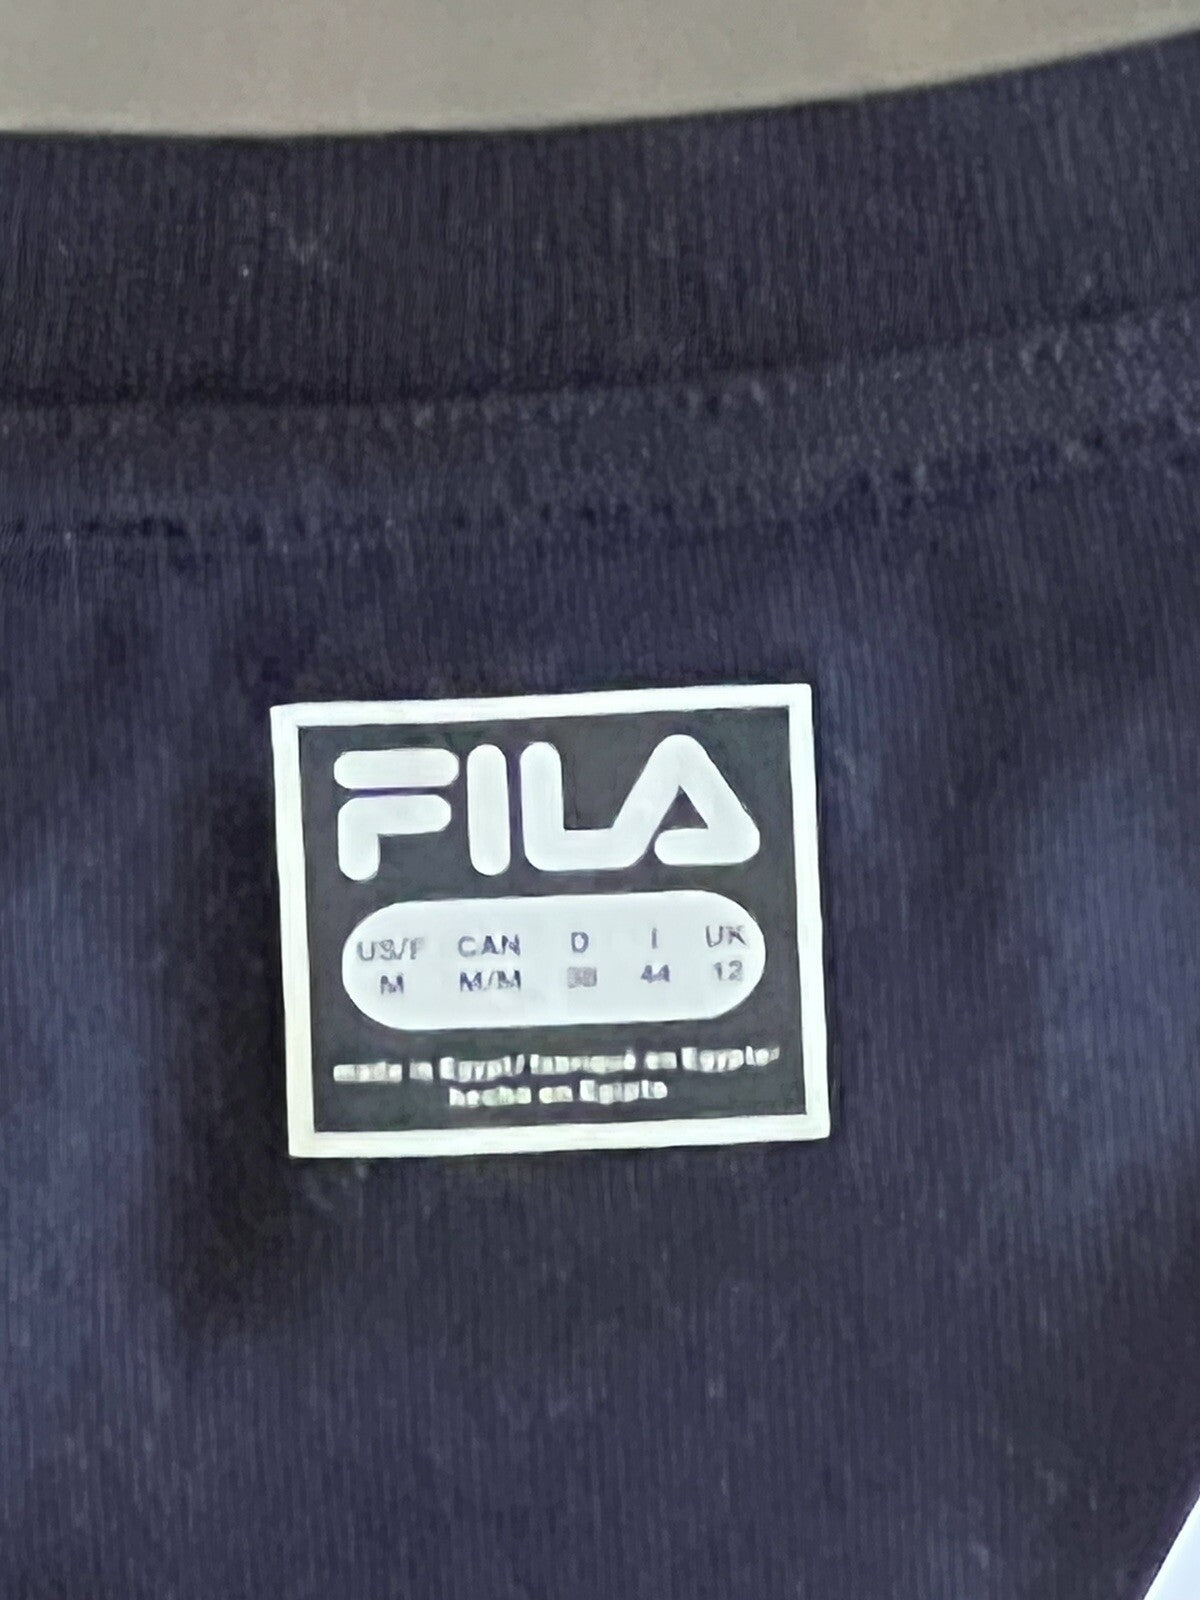 FILA
US/F CAN D I UK
M M/M 44 12
made in Egypt/fabriqué en Egypte/
hecho en Egipto